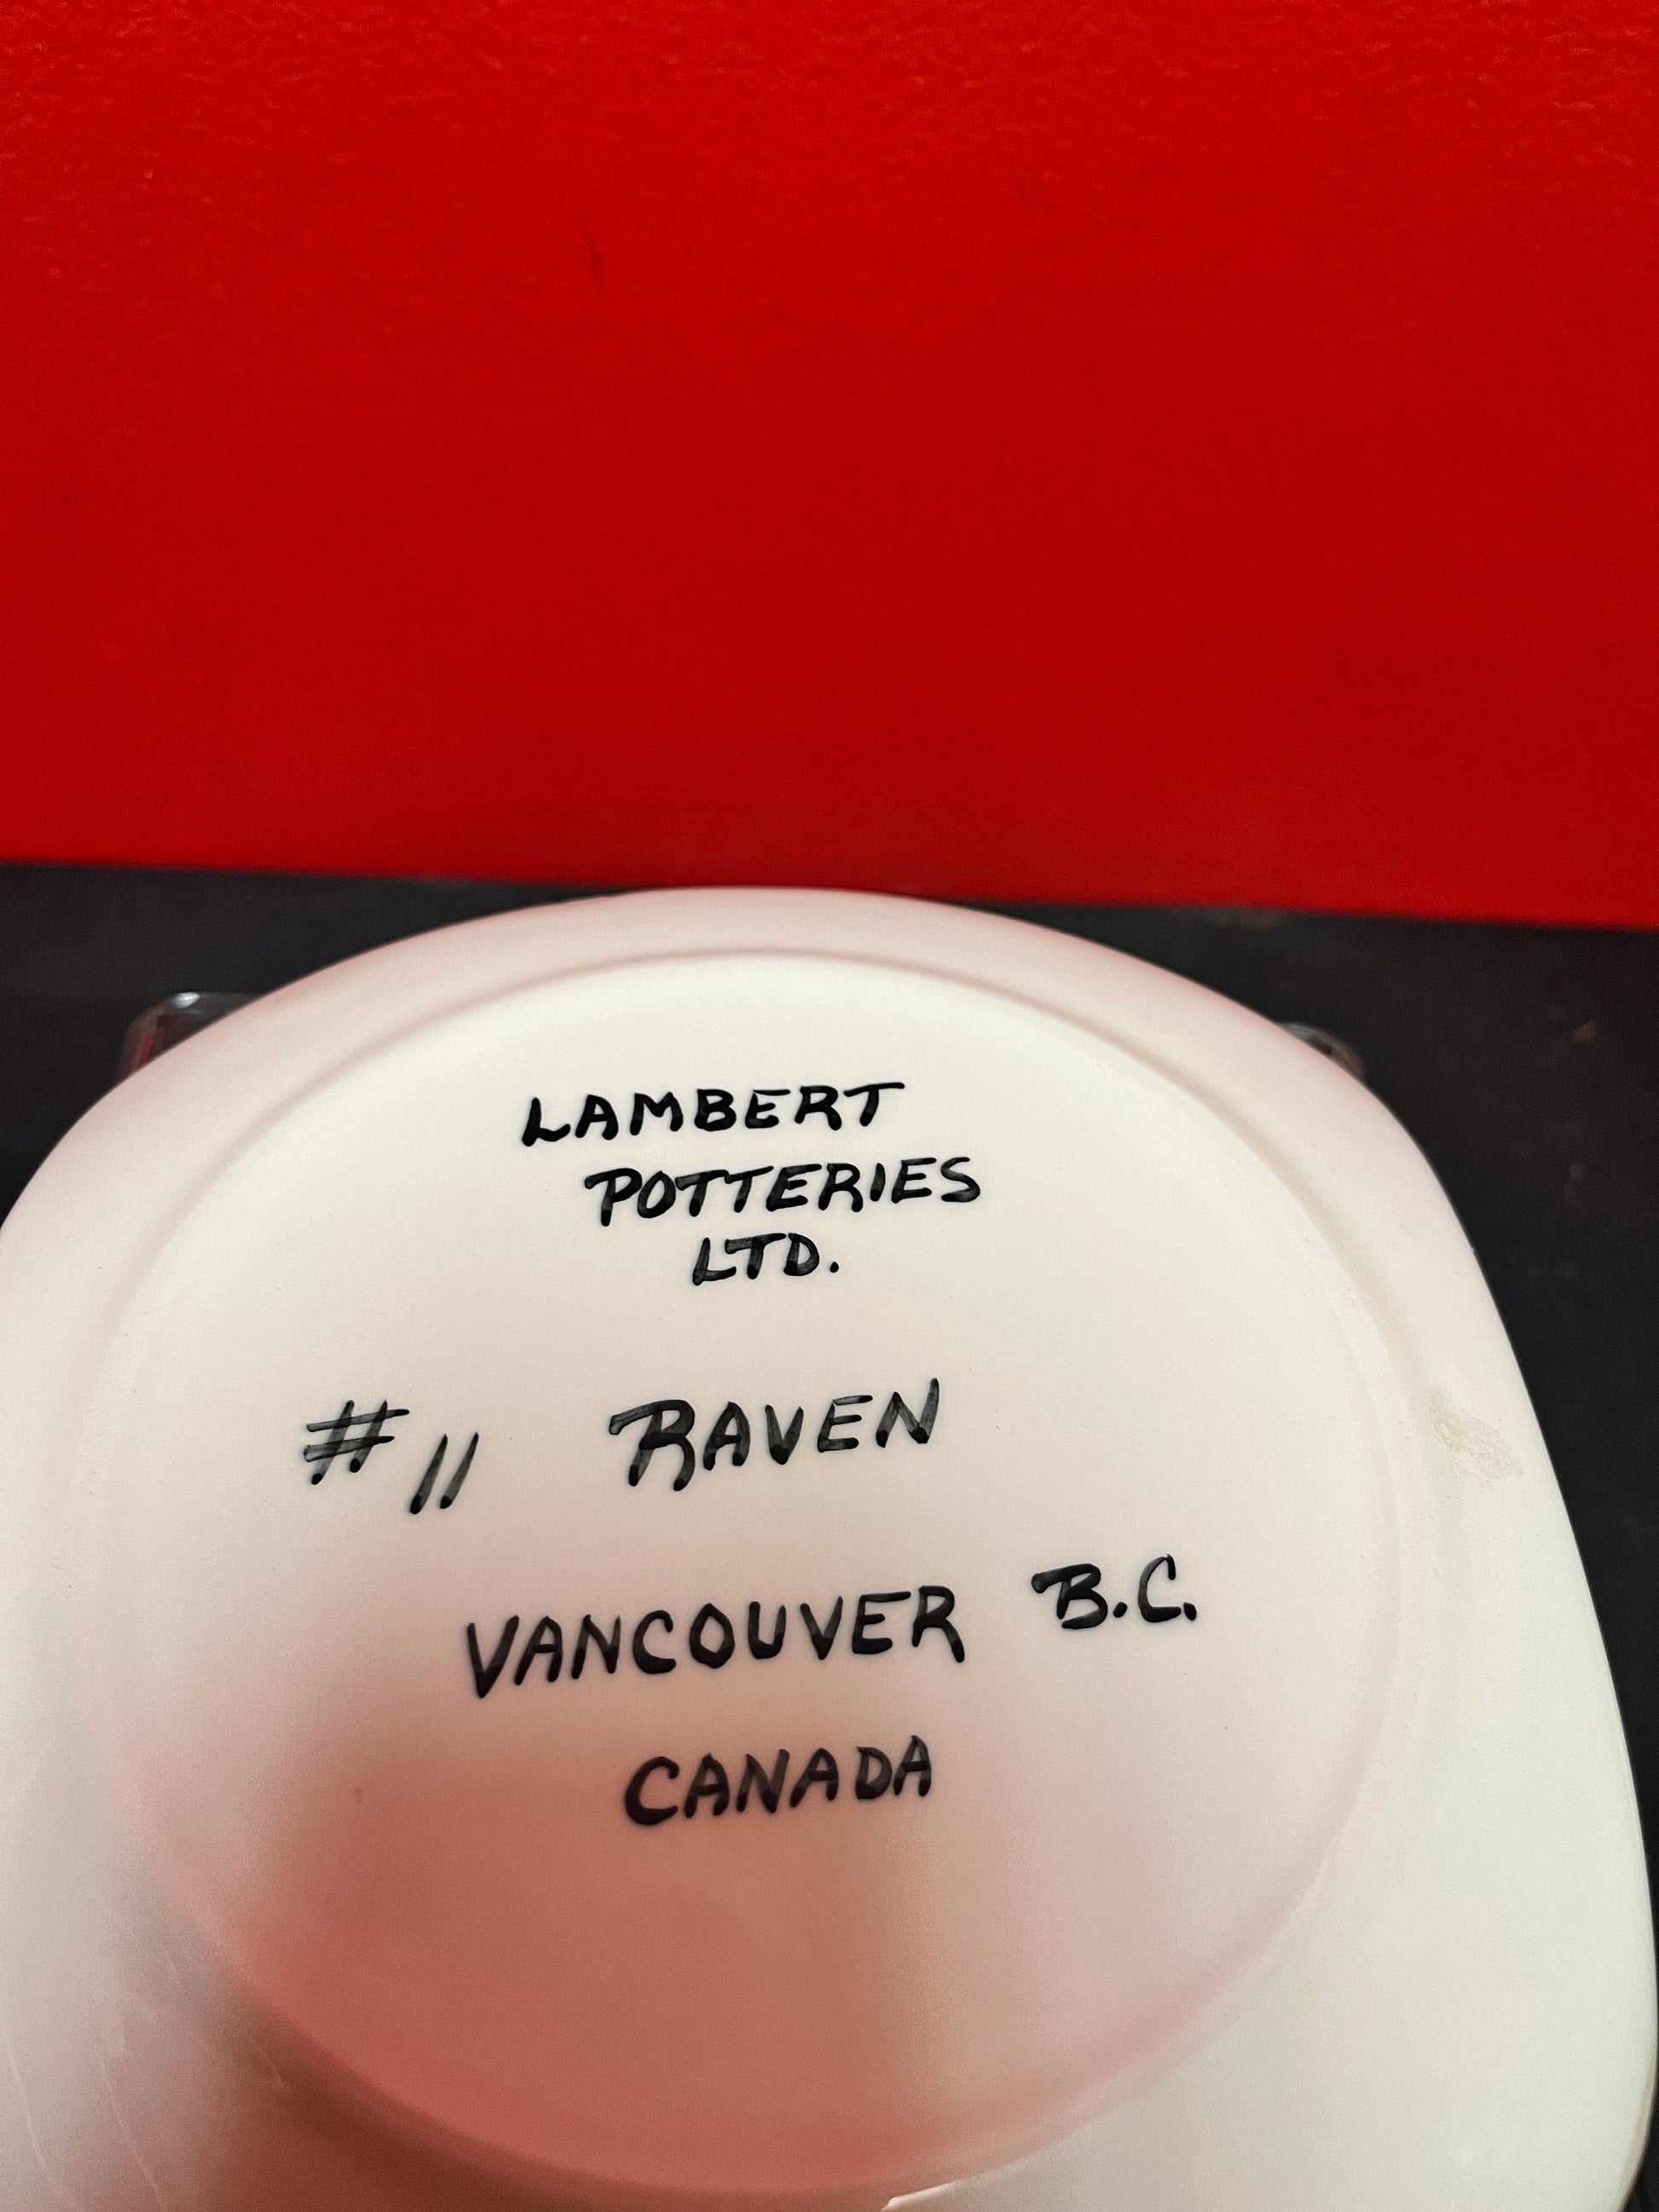 LAMBERT
POTTERIES
LTD.
#11 RAVEN
VANCOUVER B.C.
CANADA